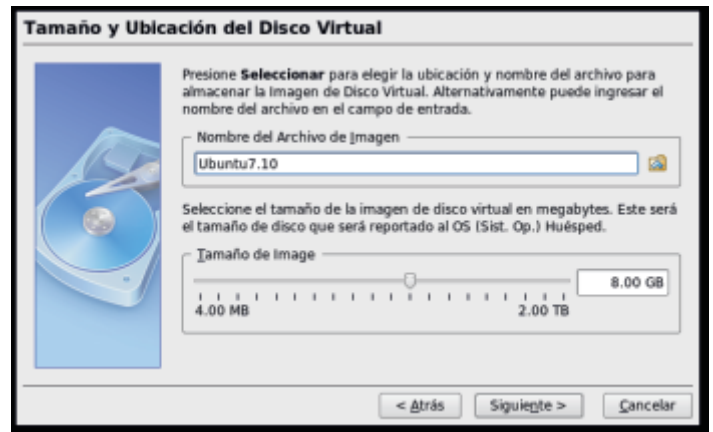 Tamaño y Ubicación del Disco Virtual
Presione Seleccionar para elegir la ubicación y nombre del archivo para
almacenar la Imagen de Disco Virtual. Alternativamente puede ingresar el
nombre del archivo en el campo de entrada.
Nombre del Archivo de Imagen
Ubuntu7.10
Seleccione el tamaño de la imagen de disco virtual en megabytes. Este será
el tamaño de disco que será reportado al OS (Sist. Op.) Huésped.
Tamaño de Image
8.00 GB
4.00 MB 2.00 TB
< Atrás Siguiente > Cancelar